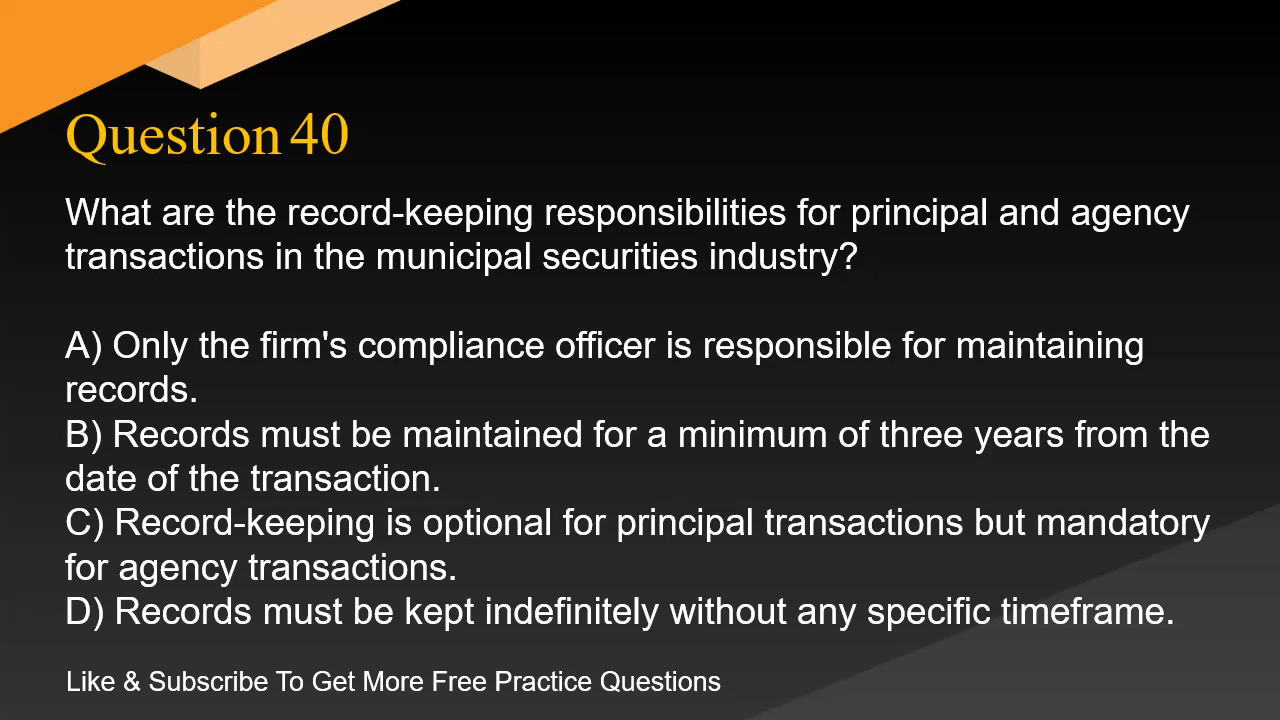 Question 40
What are the record-keeping responsibilities for principal and agency
transactions in the municipal securities industry?
A) Only the firm's compliance officer is responsible for maintaining
records.
B) Records must be maintained for a minimum of three years from the
date of the transaction.
C) Record-keeping is optional for principal transactions but mandatory
for agency transactions.
D) Records must be kept indefinitely without any specific timeframe.
Like & Subscribe To Get More Free Practice Questions